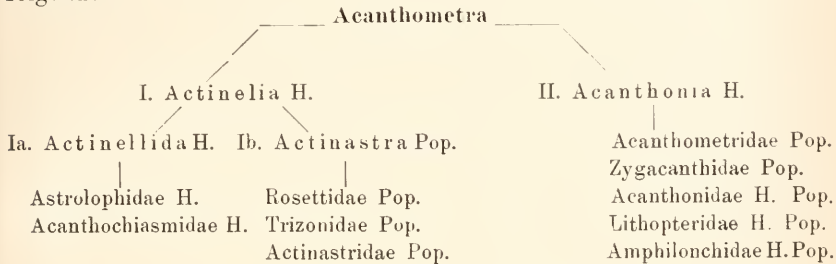 Acanthometra
I. Actinelia H. II. Acanthonia H.
Ia. Actinellida H. Ib. Actinastra Pop. Acanthometridae Pop.
Zygacanthidae Pop.
Astrolophidae H. Rosettidae Pop. Acanthonidae H. Pop.
Acanthochiasmidae H. Trizonidae Pop. Lithopteridae H. Pop.
Actinastridae Pop. Amphilonchidae H. Pop.